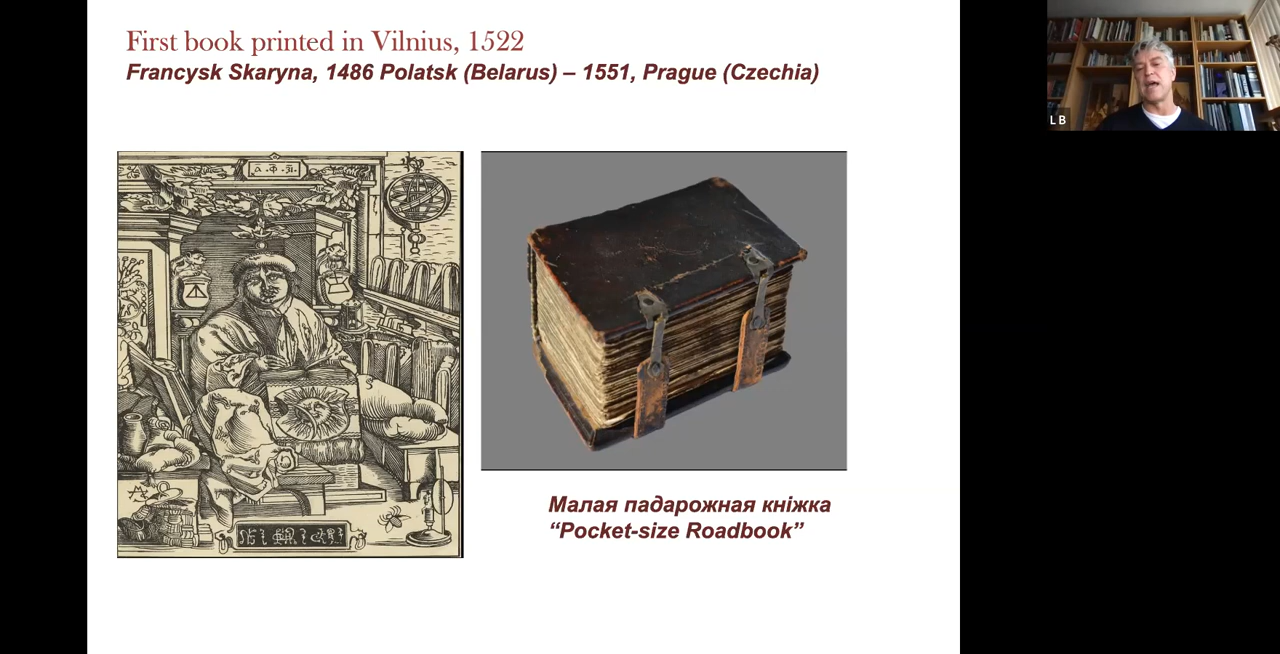 First book printed in Vilnius, 1522
Francysk Skaryna, 1486 Polatsk (Belarus) – 1551, Prague (Czechia)
Малая падарожная кніжка
“Pocket-size Roadbook”
L B